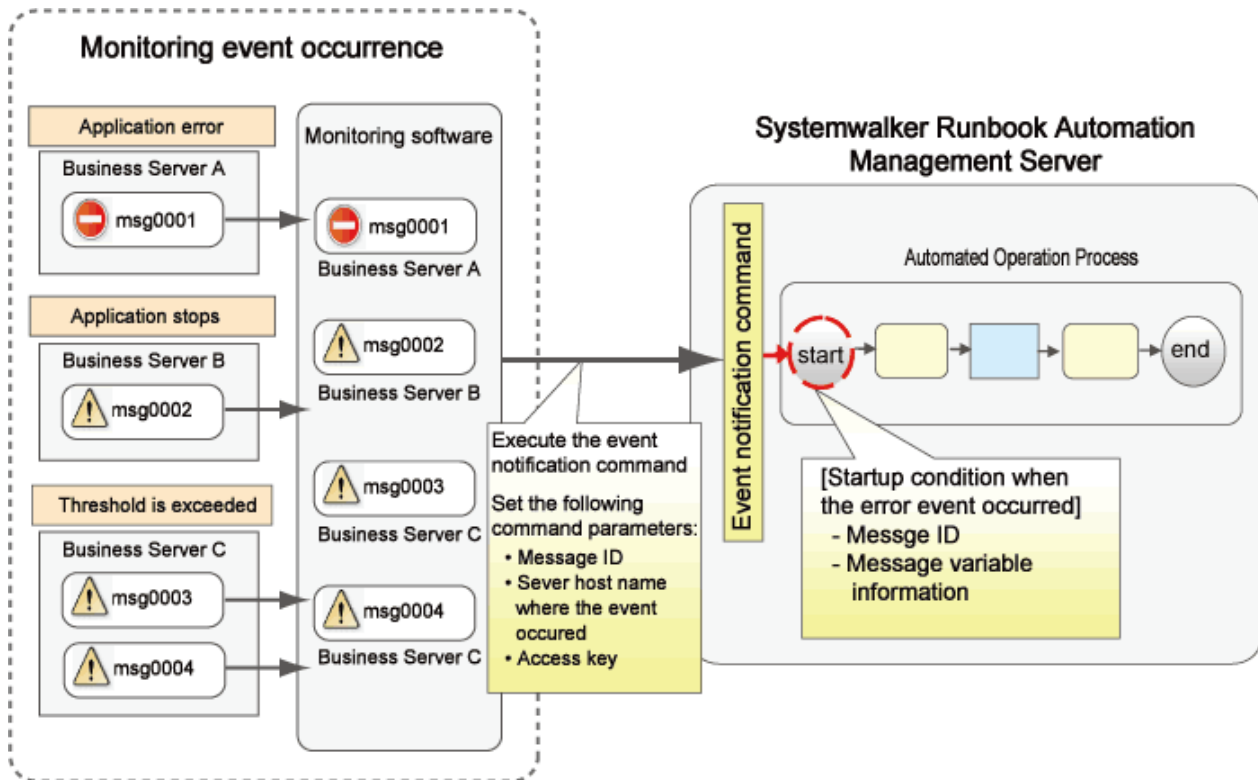 Monitoring event occurrence
Application error
Business Server A
msg0001
Application stops
Business Server B
msg0002
Threshold is exceeded
Business Server C
msg0003
msg0004
Monitoring software
msg0001
Business Server A
msg0002
Business Server B
msg0003
Business Server C
msg0004
Business Server C
Execute the event
notification command
Set the following
command parameters:
• Message ID
• Sever host name
where the event
occured
• Access key
Systemwalker Runbook Automation
Management Server
Event notification command
Automated Operation Process
start
end
[Startup condition when
the error event occurred]
- Messge ID
- Message variable
information